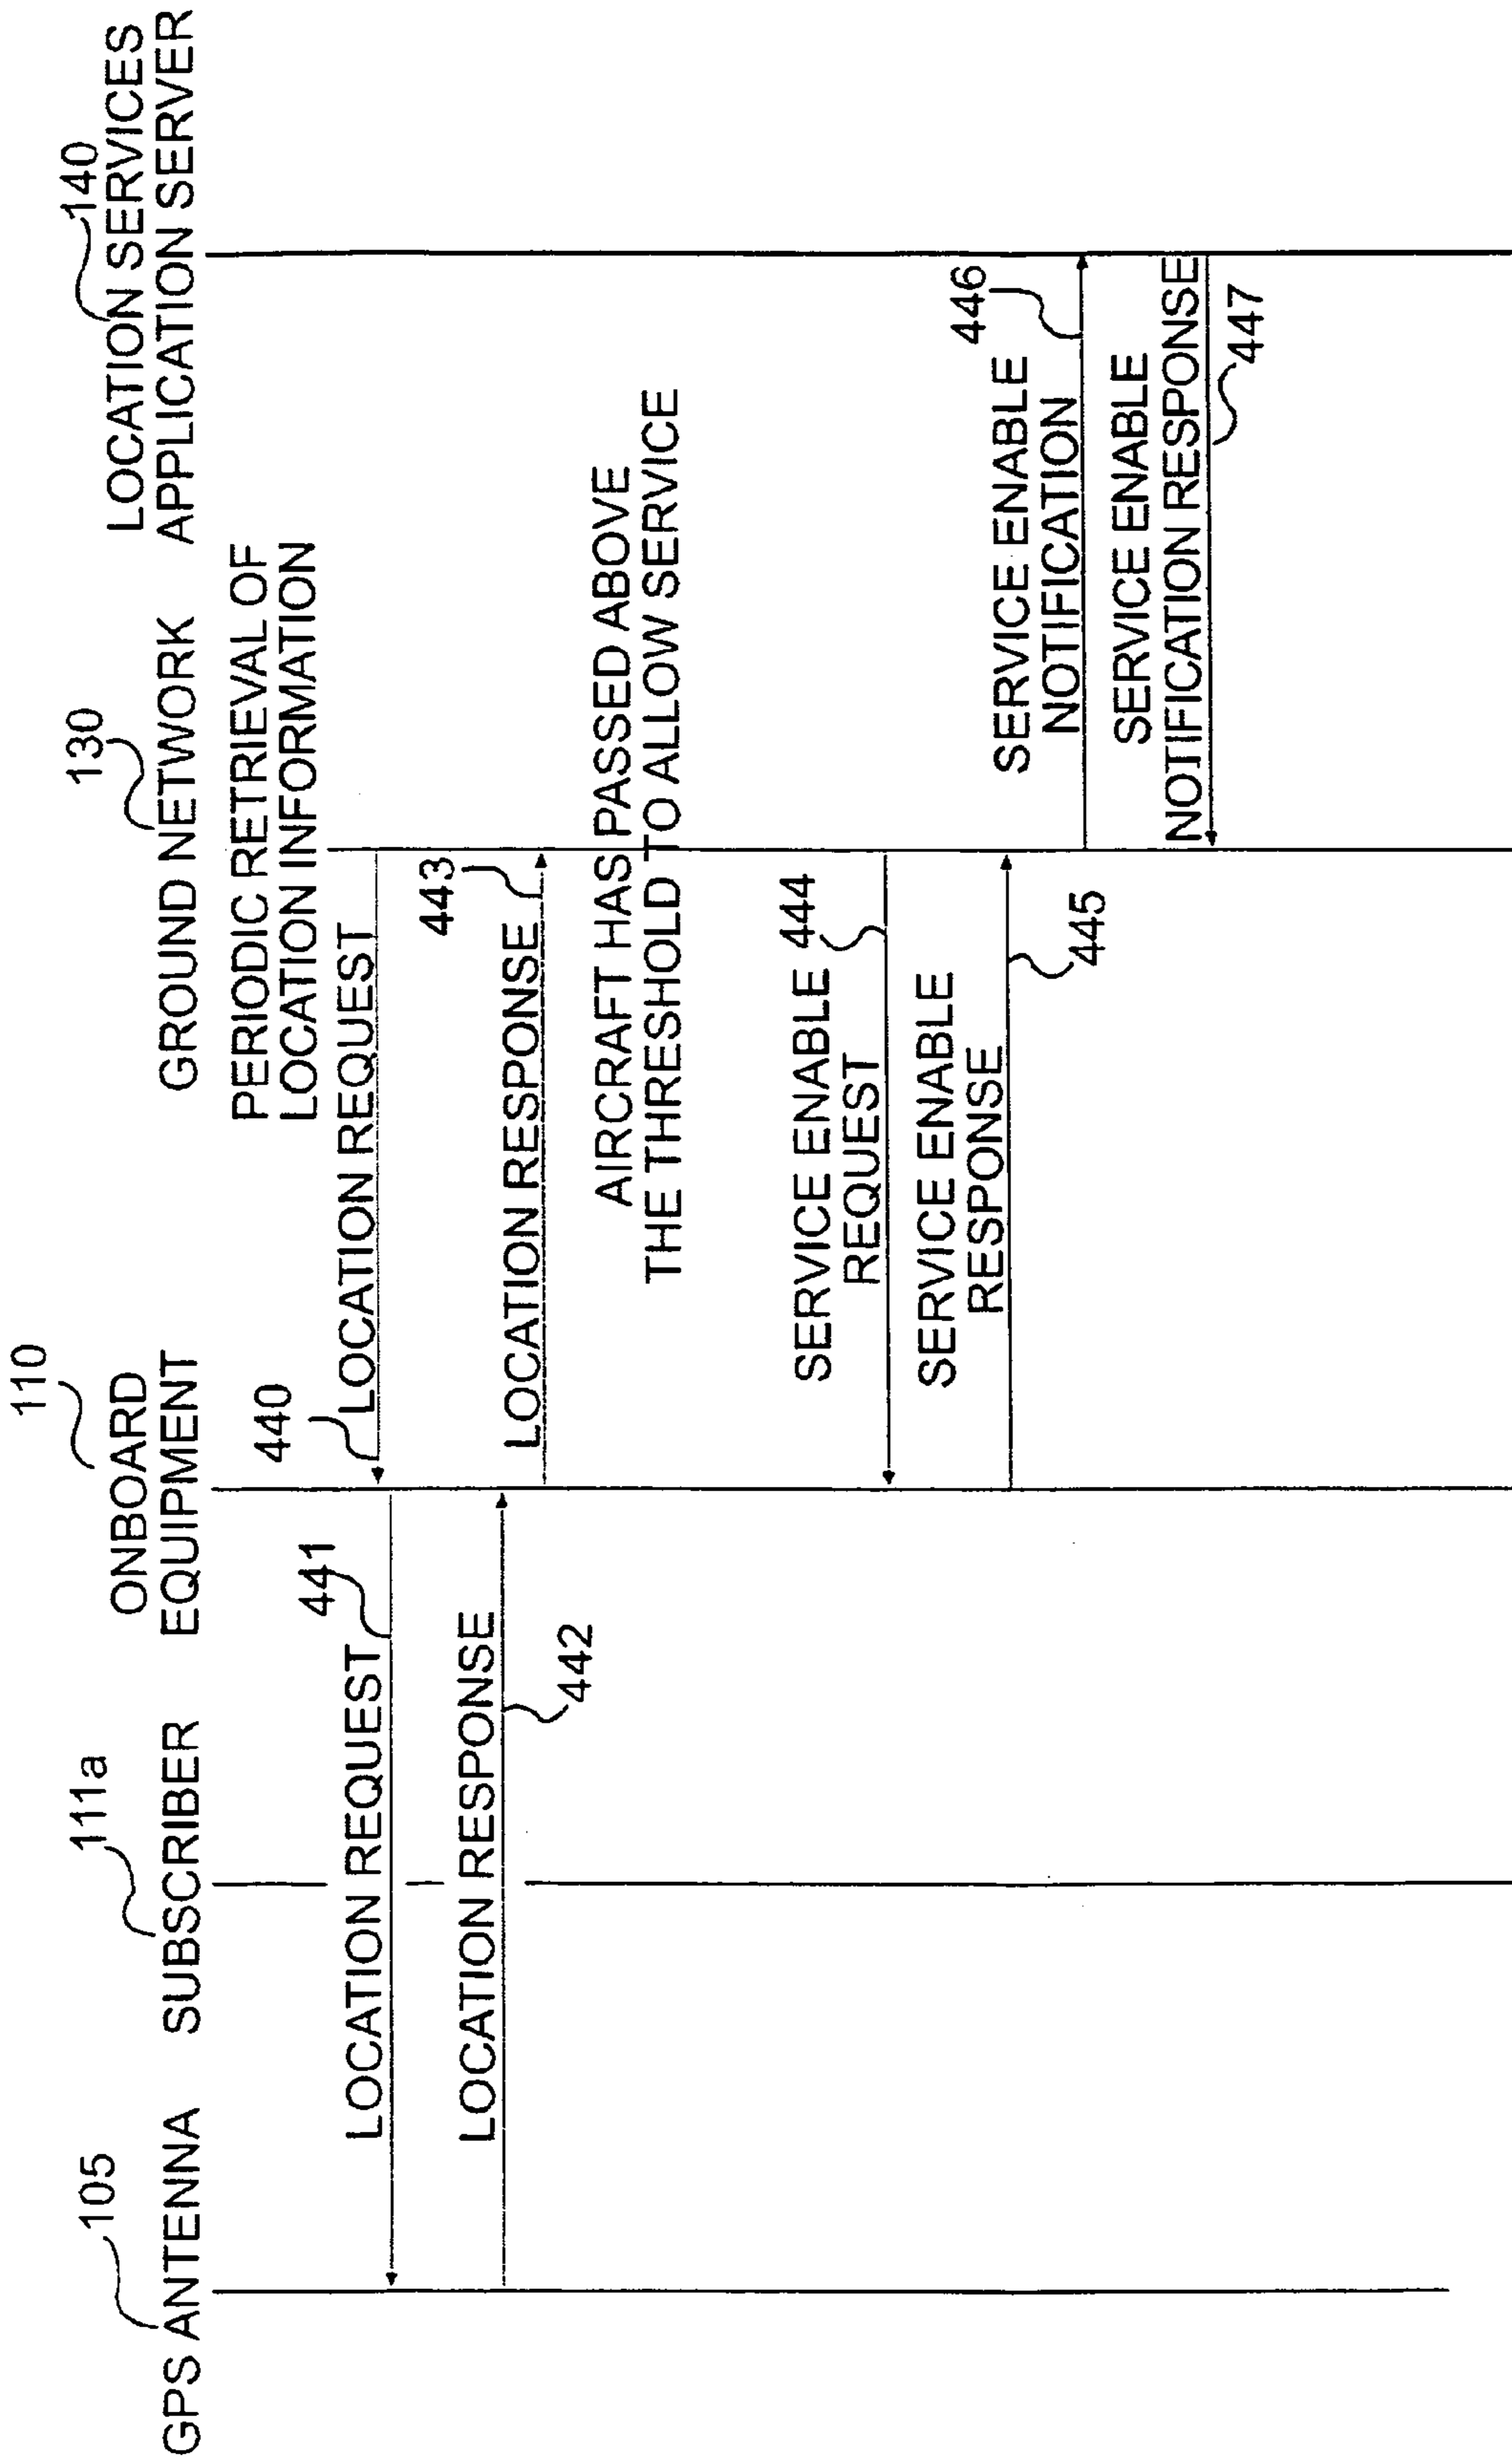 105
GPS ANTENNA
111a
SUBSCRIBER
110
ONBOARD
EQUIPMENT
130
GROUND NETWORK
140
LOCATION SERVICES
APPLICATION SERVER
PERIODIC RETRIEVAL OF
LOCATION INFORMATION
440
LOCATION REQUEST
441
LOCATION REQUEST
LOCATION RESPONSE
442
443
LOCATION RESPONSE
AIRCRAFT HAS PASSED ABOVE
THE THRESHOLD TO ALLOW SERVICE
SERVICE ENABLE 444
REQUEST
SERVICE ENABLE
RESPONSE
445
446
SERVICE ENABLE
NOTIFICATION
SERVICE ENABLE
NOTIFICATION RESPONSE
447